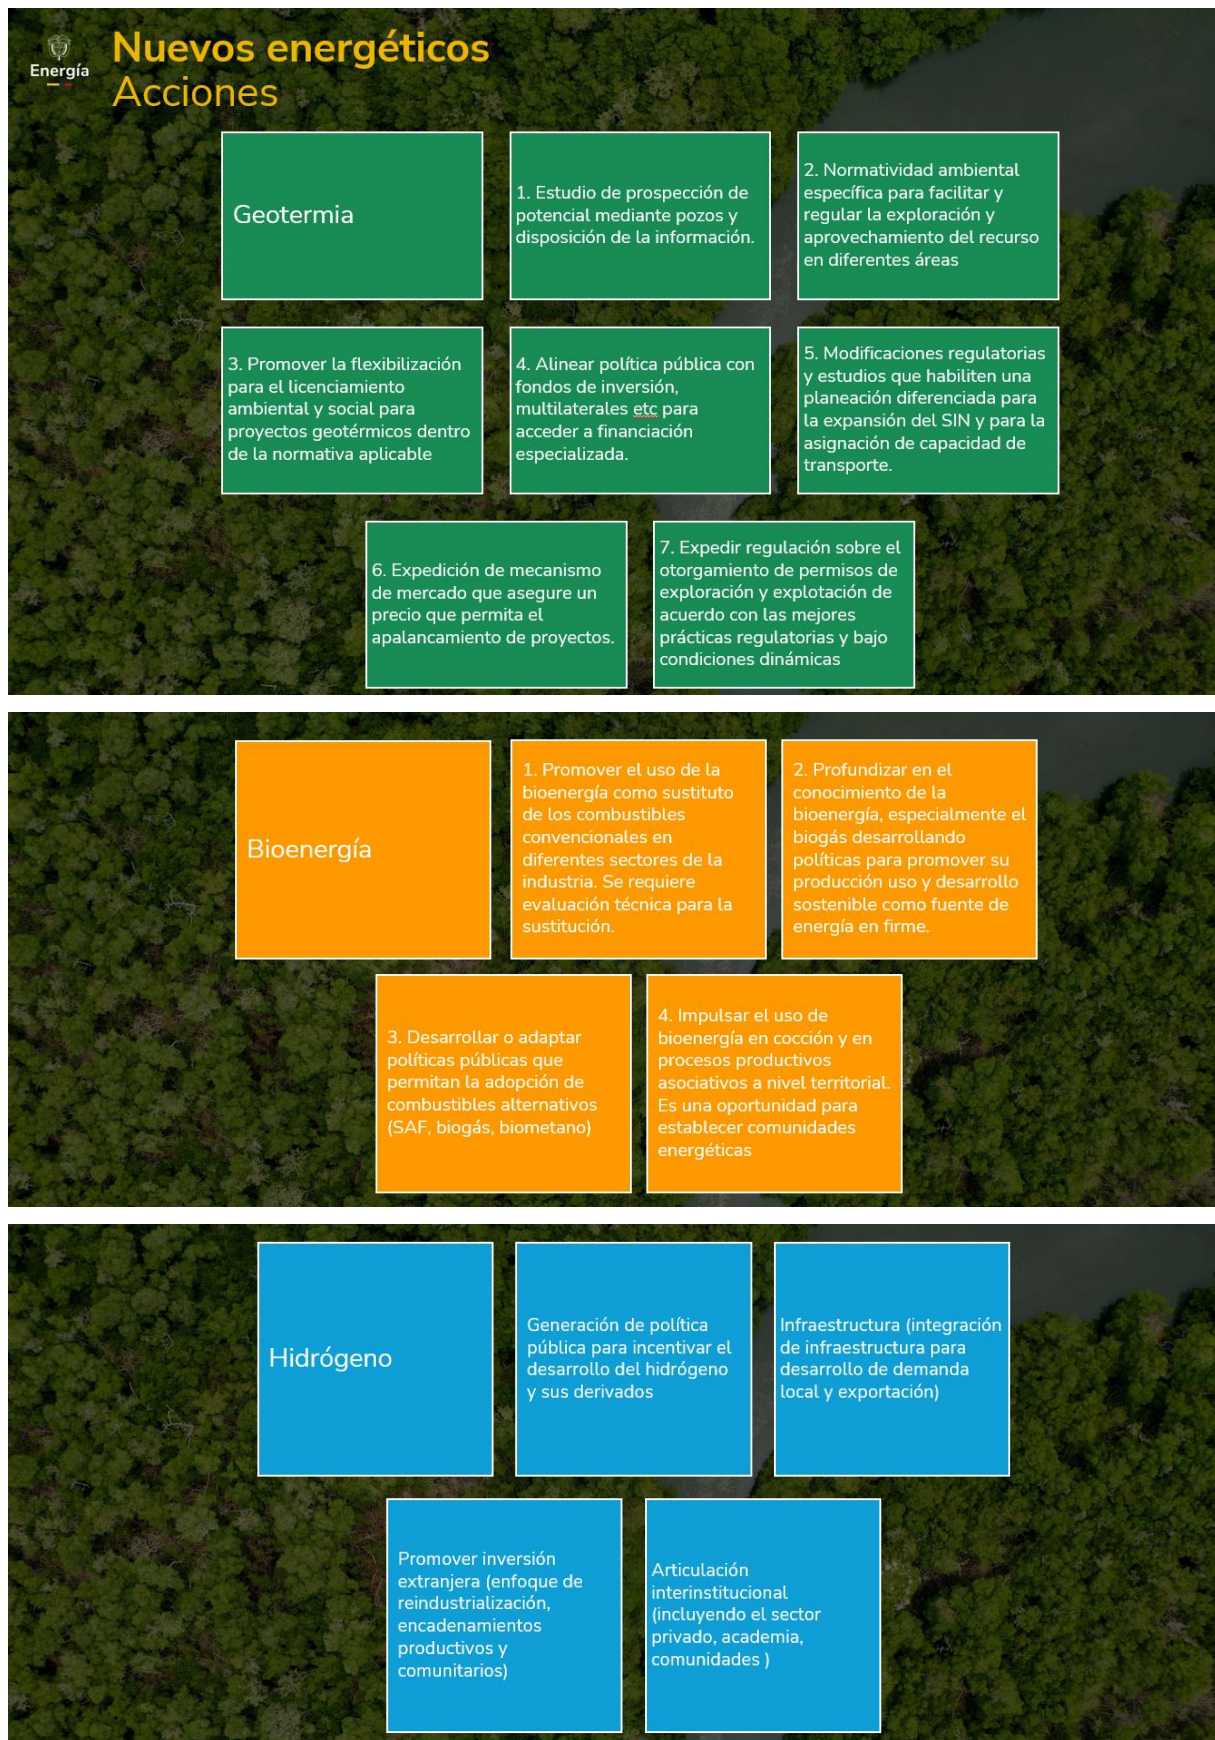 Energía
Nuevos energéticos
Acciones
Geotermia
1. Estudio de prospección de
potencial mediante pozos y
disposición de la información.
2. Normatividad ambiental
específica para facilitar y
regular la exploración y
aprovechamiento del recurso
en diferentes áreas
3. Promover la flexibilización
para el licenciamiento
ambiental y social para
proyectos geotérmicos dentro
de la normativa aplicable
4. Alinear política pública con
fondos de inversión,
multilaterales etc para
acceder a financiación
especializada.
5. Modificaciones regulatorias
y estudios que habiliten una
planeación diferenciada para
la expansión del SIN y para la
asignación de capacidad de
transporte.
6. Expedición de mecanismo
de mercado que asegure un
precio que permita el
apalancamiento de proyectos.
7. Expedir regulación sobre el
otorgamiento de permisos de
exploración y explotación de
acuerdo con las mejores
prácticas regulatorias y bajo
condiciones dinámicas
Bioenergía
1. Promover el uso de la
bioenergía como sustituto
de los combustibles
convencionales en
diferentes sectores de la
industria. Se requiere
evaluación técnica para la
sustitución.
2. Profundizar en el
conocimiento de la
bioenergía, especialmente el
biogás desarrollando
políticas para promover su
producción uso y desarrollo
sostenible como fuente de
energía en firme.
3. Desarrollar o adaptar
políticas públicas que
permitan la adopción de
combustibles alternativos
(SAF, biogás, biometano)
4. Impulsar el uso de
bioenergía en cocción y en
procesos productivos
asociativos a nivel territorial.
Es una oportunidad para
establecer comunidades
energéticas
Hidrógeno
Generación de política
pública para incentivar el
desarrollo del hidrógeno
y sus derivados
Infraestructura (integración
de infraestructura para
desarrollo de demanda
local y exportación)
Promover inversión
extranjera (enfoque de
reindustrialización,
encadenamientos
productivos y
comunitarios)
Articulación
interinstitucional
(incluyendo el sector
privado, academia,
comunidades )